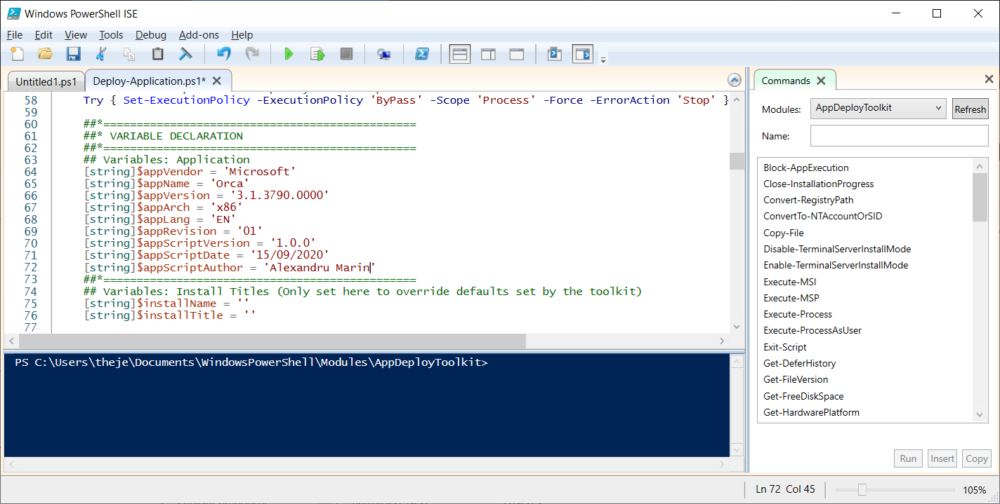 Windows PowerShell ISE
File Edit View Tools Debug Add-ons Help
Untitled1.ps1 Deploy-Application.ps1*
58 Try { Set-ExecutionPolicy -ExecutionPolicy 'ByPass' -Scope 'Process' -Force -ErrorAction 'Stop' }
59
60 ##*===============================================
61 ##* VARIABLE DECLARATION
62 ##*===============================================
63 ## Variables: Application
64 [string]$appVendor = 'Microsoft'
65 [string]$appName = 'Orca'
66 [string]$appVersion = '3.1.3790.0000'
67 [string]$appArch = 'x86'
68 [string]$appLang = 'EN'
69 [string]$appRevision = '01'
70 [string]$appScriptVersion = '1.0.0'
71 [string]$appScriptDate = '15/09/2020'
72 [string]$appScriptAuthor = 'Alexandru Marin'
73 ##*===============================================
74 ## Variables: Install Titles (Only set here to override defaults set by the toolkit)
75 [string]$installName = ''
76 [string]$installTitle = ''
77
PS C:\Users\theje\Documents\WindowsPowerShell\Modules\AppDeployToolkit>
Commands
Modules: AppDeployToolkit Refresh
Name:
Block-AppExecution
Close-InstallationProgress
Convert-RegistryPath
ConvertTo-NTAccountOrSID
Copy-File
Disable-TerminalServerInstallMode
Enable-TerminalServerInstallMode
Execute-MSI
Execute-MSP
Execute-Process
Execute-ProcessAsUser
Exit-Script
Get-DeferHistory
Get-FileVersion
Get-FreeDiskSpace
Get-HardwarePlatform
Run Insert Copy
Ln 72 Col 45 105%